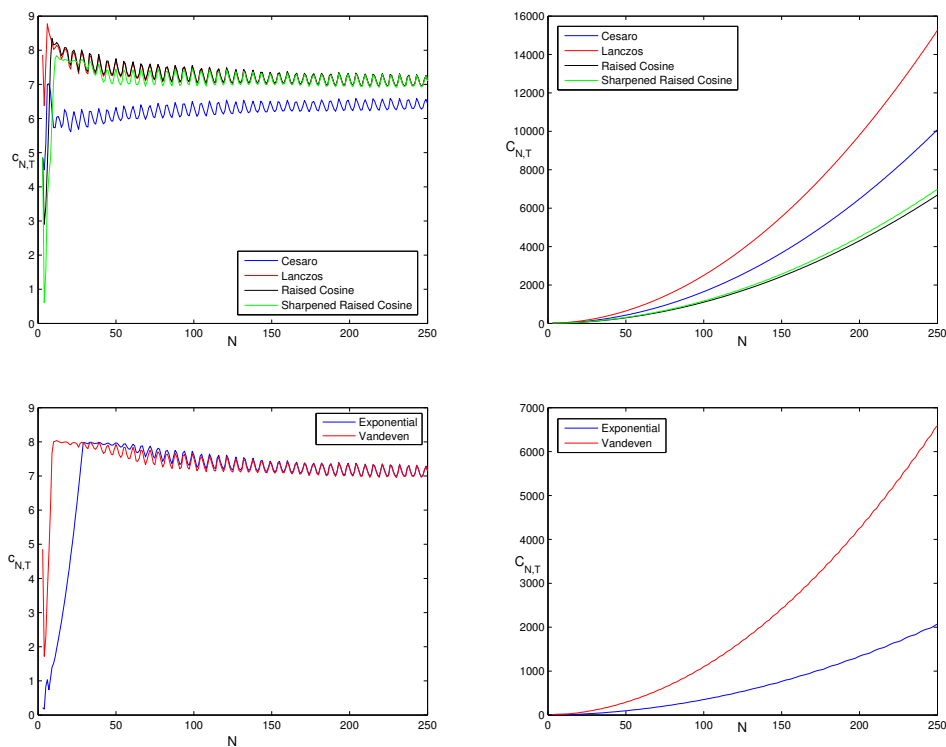 9
8
7
6
5
4
3
2
1
0
c_{N,T}
0 50 100 150 200 250
N
Cesaro
Lanczos
Raised Cosine
Sharpened Raised Cosine
16000
14000
12000
10000
8000
6000
4000
2000
0
C_{N,T}
0 50 100 150 200 250
N
Cesaro
Lanczos
Raised Cosine
Sharpened Raised Cosine
9
8
7
6
5
4
3
2
1
0
c_{N,T}
0 50 100 150 200 250
N
Exponential
Vandeven
7000
6000
5000
4000
3000
2000
1000
0
C_{N,T}
0 50 100 150 200 250
N
Exponential
Vandeven